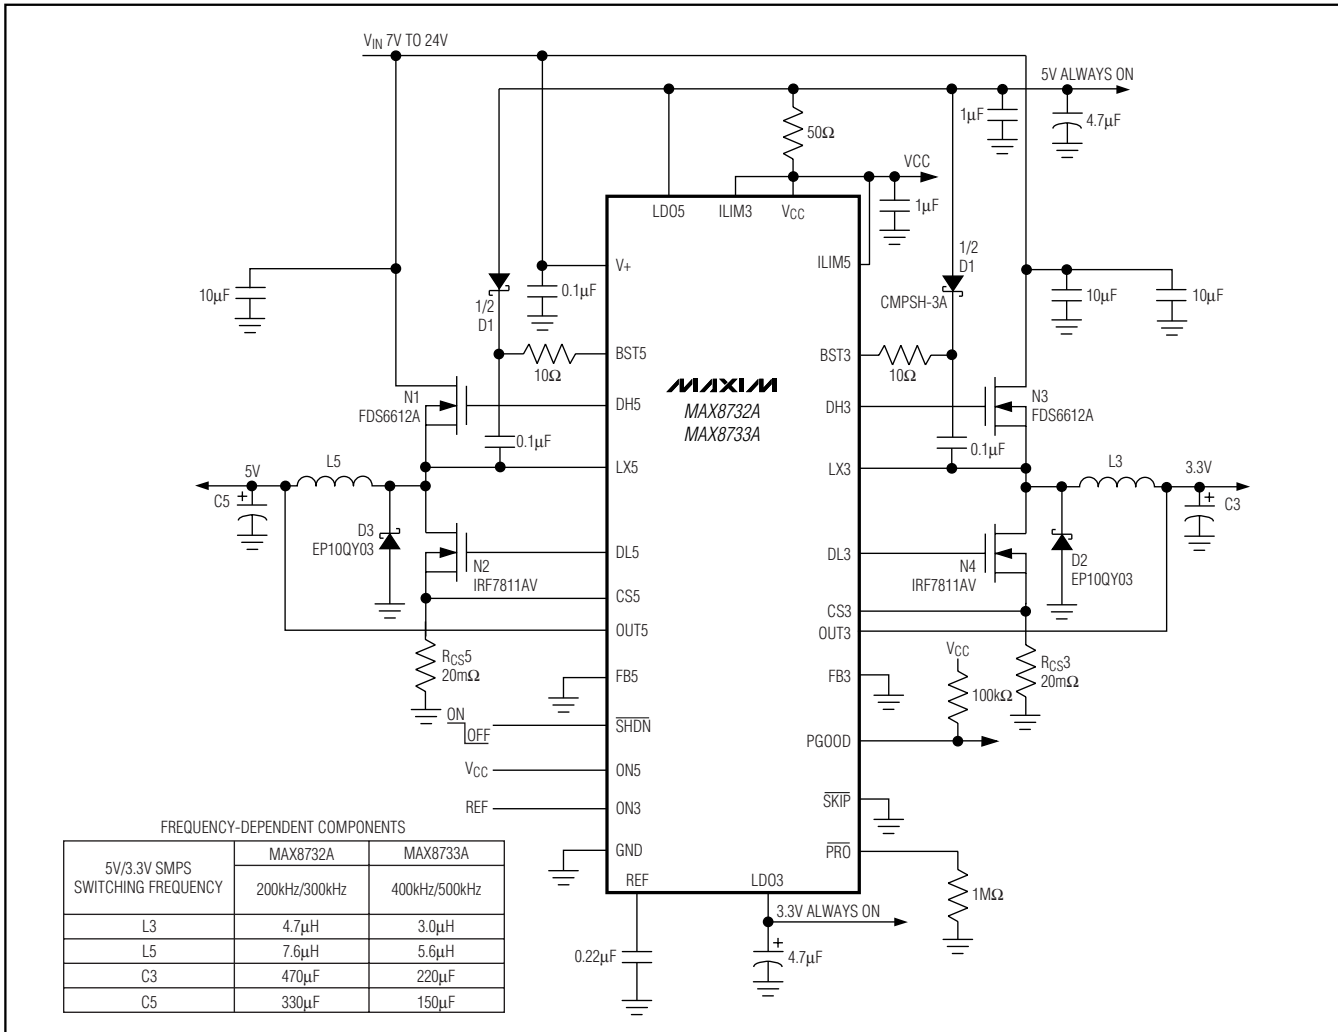 VIN 7V TO 24V
5V ALWAYS ON
1µF
4.7µF
50Ω
VCC
LDO5
ILIM3
VCC
1µF
V+
ILIM5
1/2
D1
10µF
0.1µF
1/2
D1
CMPSH-3A
10µF
10µF
BST5
10Ω
BST3
10Ω
MAXIM
MAX8732A
MAX8733A
N1
FDS6612A
DH5
DH3
N3
FDS6612A
0.1µF
0.1µF
5V
L5
LX5
LX3
L3
3.3V
C5
+
+
C3
D3
EP10QY03
DL5
DL3
N2
IRF7811AV
N4
IRF7811AV
D2
EP10QY03
CS5
CS3
OUT5
OUT3
RCS5
20mΩ
VCC
RCS3
20mΩ
FB5
FB3
100kΩ
ON
OFF
SHDN
PGOOD
VCC
ON5
REF
ON3
SKIP
GND
PRO
REF
LDO3
1MΩ
3.3V ALWAYS ON
0.22µF
+
4.7µF
FREQUENCY-DEPENDENT COMPONENTS
5V/3.3V SMPS
SWITCHING FREQUENCY
MAX8732A
MAX8733A
200kHz/300kHz
400kHz/500kHz
L3 4.7µH 3.0µH
L5 7.6µH 5.6µH
C3 470µF 220µF
C5 330µF 150µF